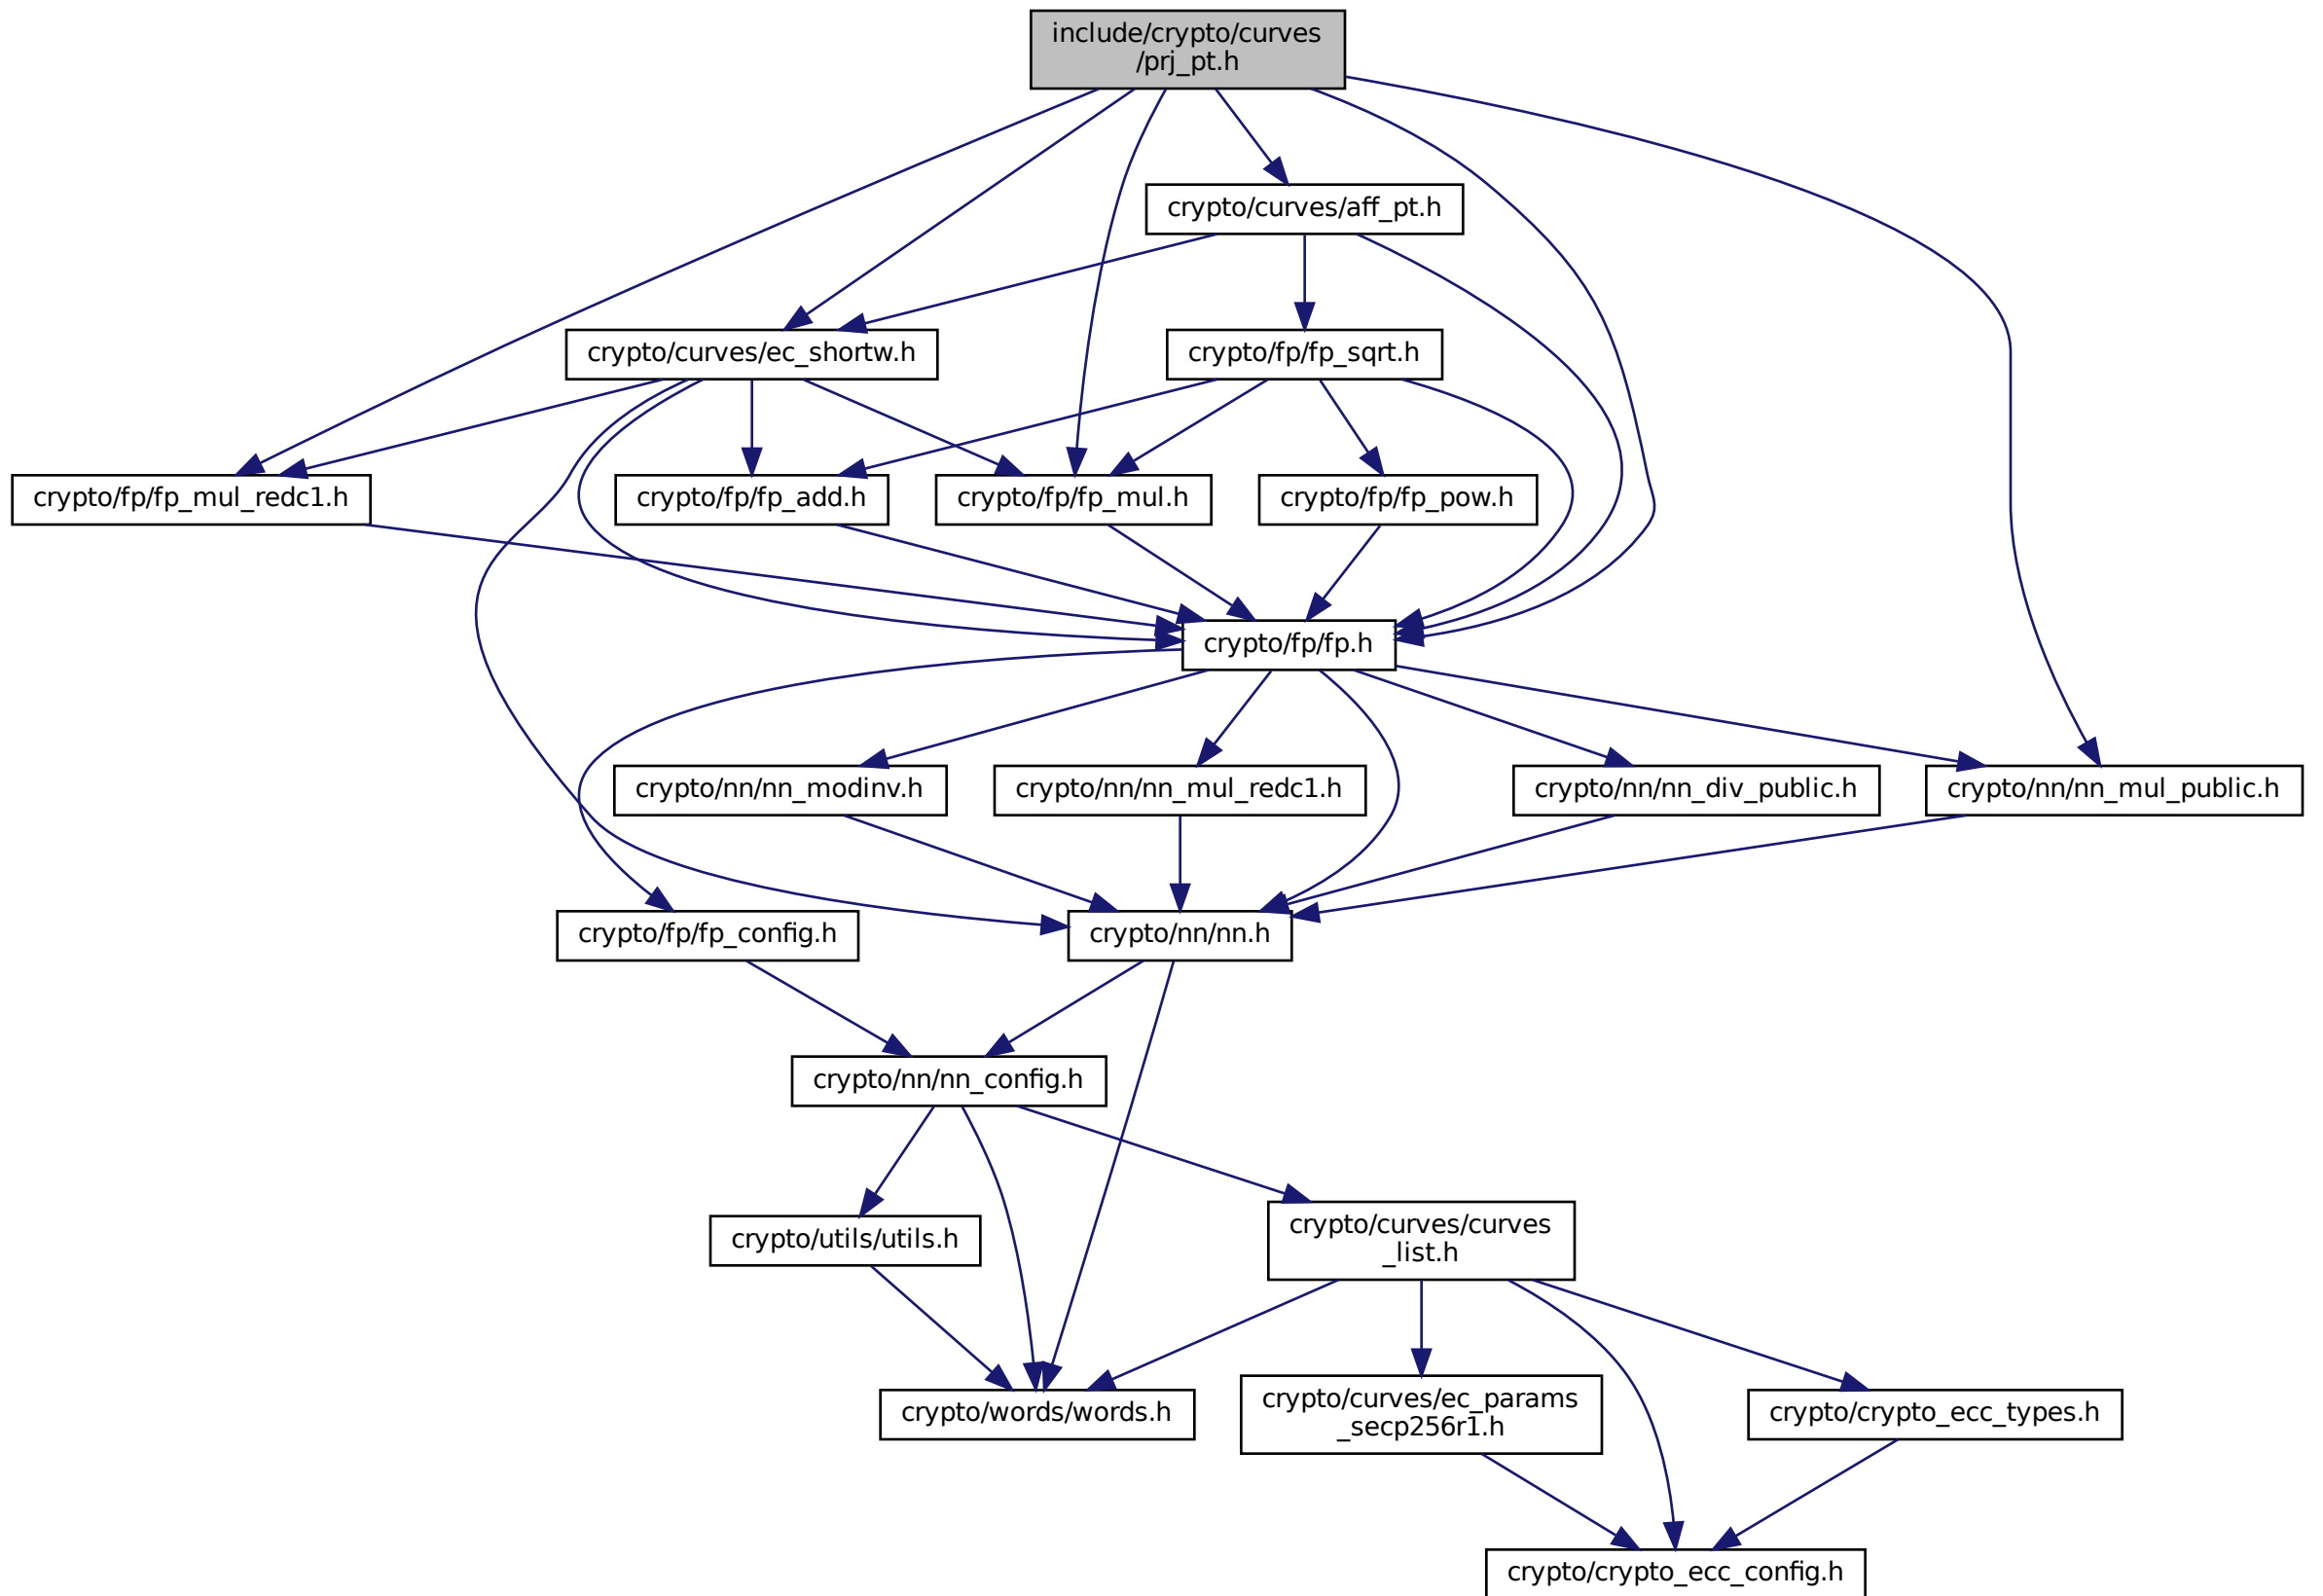 include/crypto/curves
/prj_pt.h
crypto/curves/aff_pt.h
crypto/curves/ec_shortw.h
crypto/fp/fp_sqrt.h
crypto/fp/fp_mul_redc1.h
crypto/fp/fp_add.h
crypto/fp/fp_mul.h
crypto/fp/fp_pow.h
crypto/fp/fp.h
crypto/nn/nn_modinv.h
crypto/nn/nn_mul_redc1.h
crypto/nn/nn_div_public.h
crypto/nn/nn_mul_public.h
crypto/fp/fp_config.h
crypto/nn/nn.h
crypto/nn/nn_config.h
crypto/utils/utils.h
crypto/curves/curves
_list.h
crypto/words/words.h
crypto/curves/ec_params
_secp256r1.h
crypto/crypto_ecc_types.h
crypto/crypto_ecc_config.h